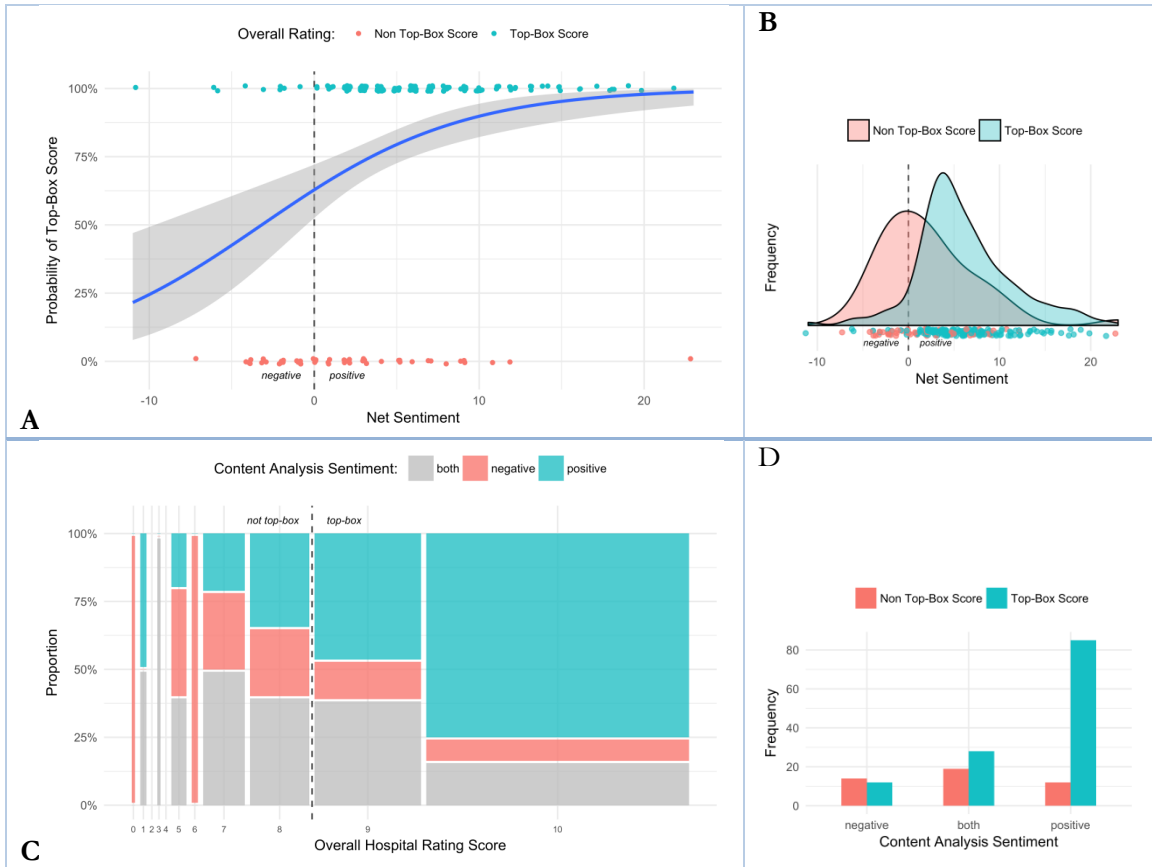 Overall Rating: Non Top-Box Score Top-Box Score
Probability of Top-Box Score
100%
75%
50%
25%
0%
negative positive
-10 0 10 20
Net Sentiment
A
B
Non Top-Box Score Top-Box Score
Frequency
negative positive
-10 0 10 20
Net Sentiment
Content Analysis Sentiment: both negative positive
not top-box top-box
Proportion
100%
75%
50%
25%
0%
0 1 2 3 4 5 6 7 8 9 10
Overall Hospital Rating Score
C
D
Non Top-Box Score Top-Box Score
Frequency
80
60
40
20
0
negative both positive
Content Analysis Sentiment